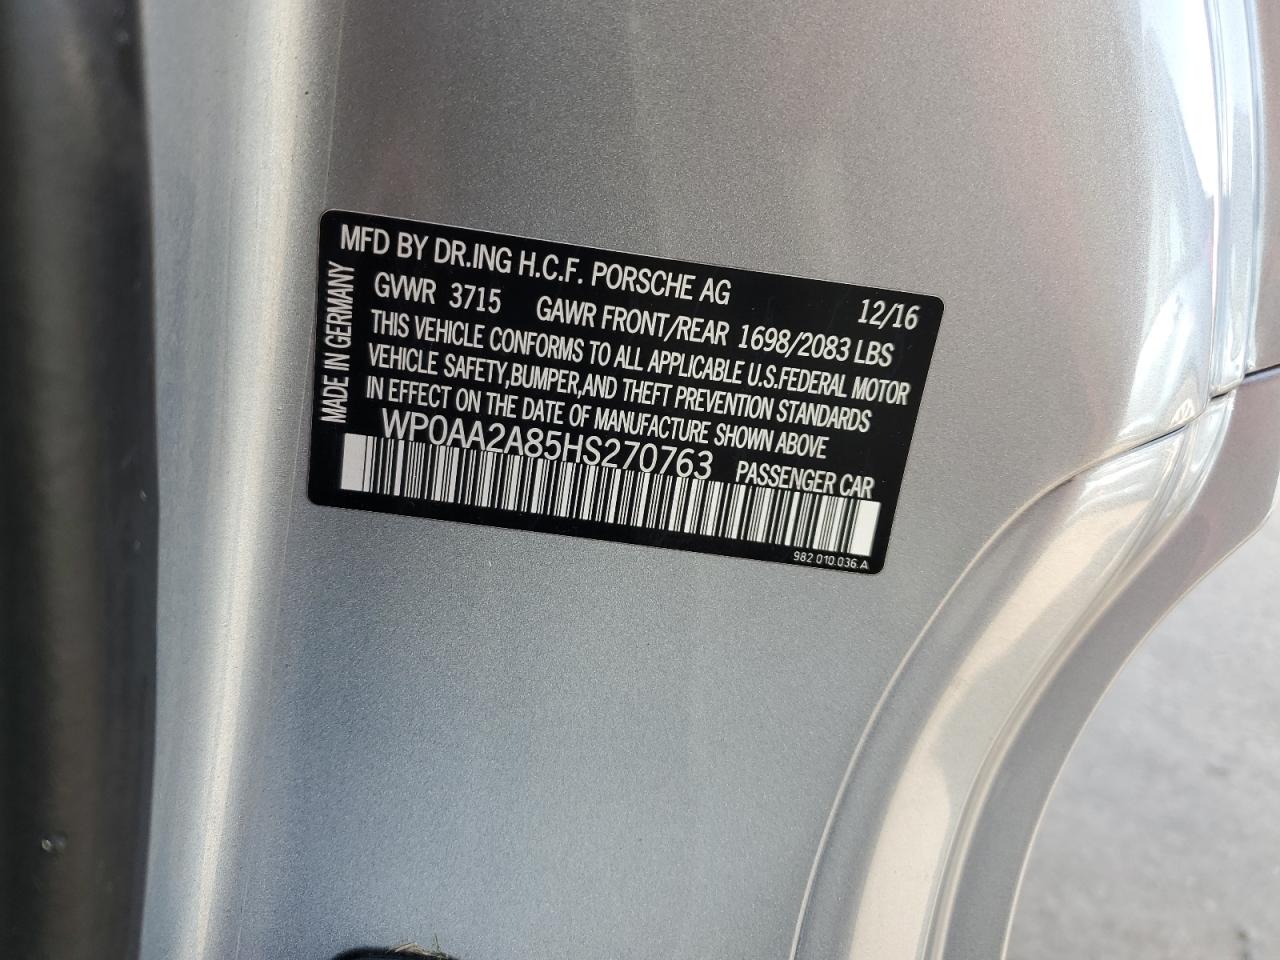 MFD BY DR.ING H.C.F. PORSCHE AG
MADE IN GERMANY
GVWR 3715 GAWR FRONT/REAR 1698/2083 LBS 12/16
THIS VEHICLE CONFORMS TO ALL APPLICABLE U.S.FEDERAL MOTOR
VEHICLE SAFETY,BUMPER,AND THEFT PREVENTION STANDARDS
IN EFFECT ON THE DATE OF MANUFACTURE SHOWN ABOVE
WP0AA2A85HS270763 PASSENGER CAR
982 010.036.A